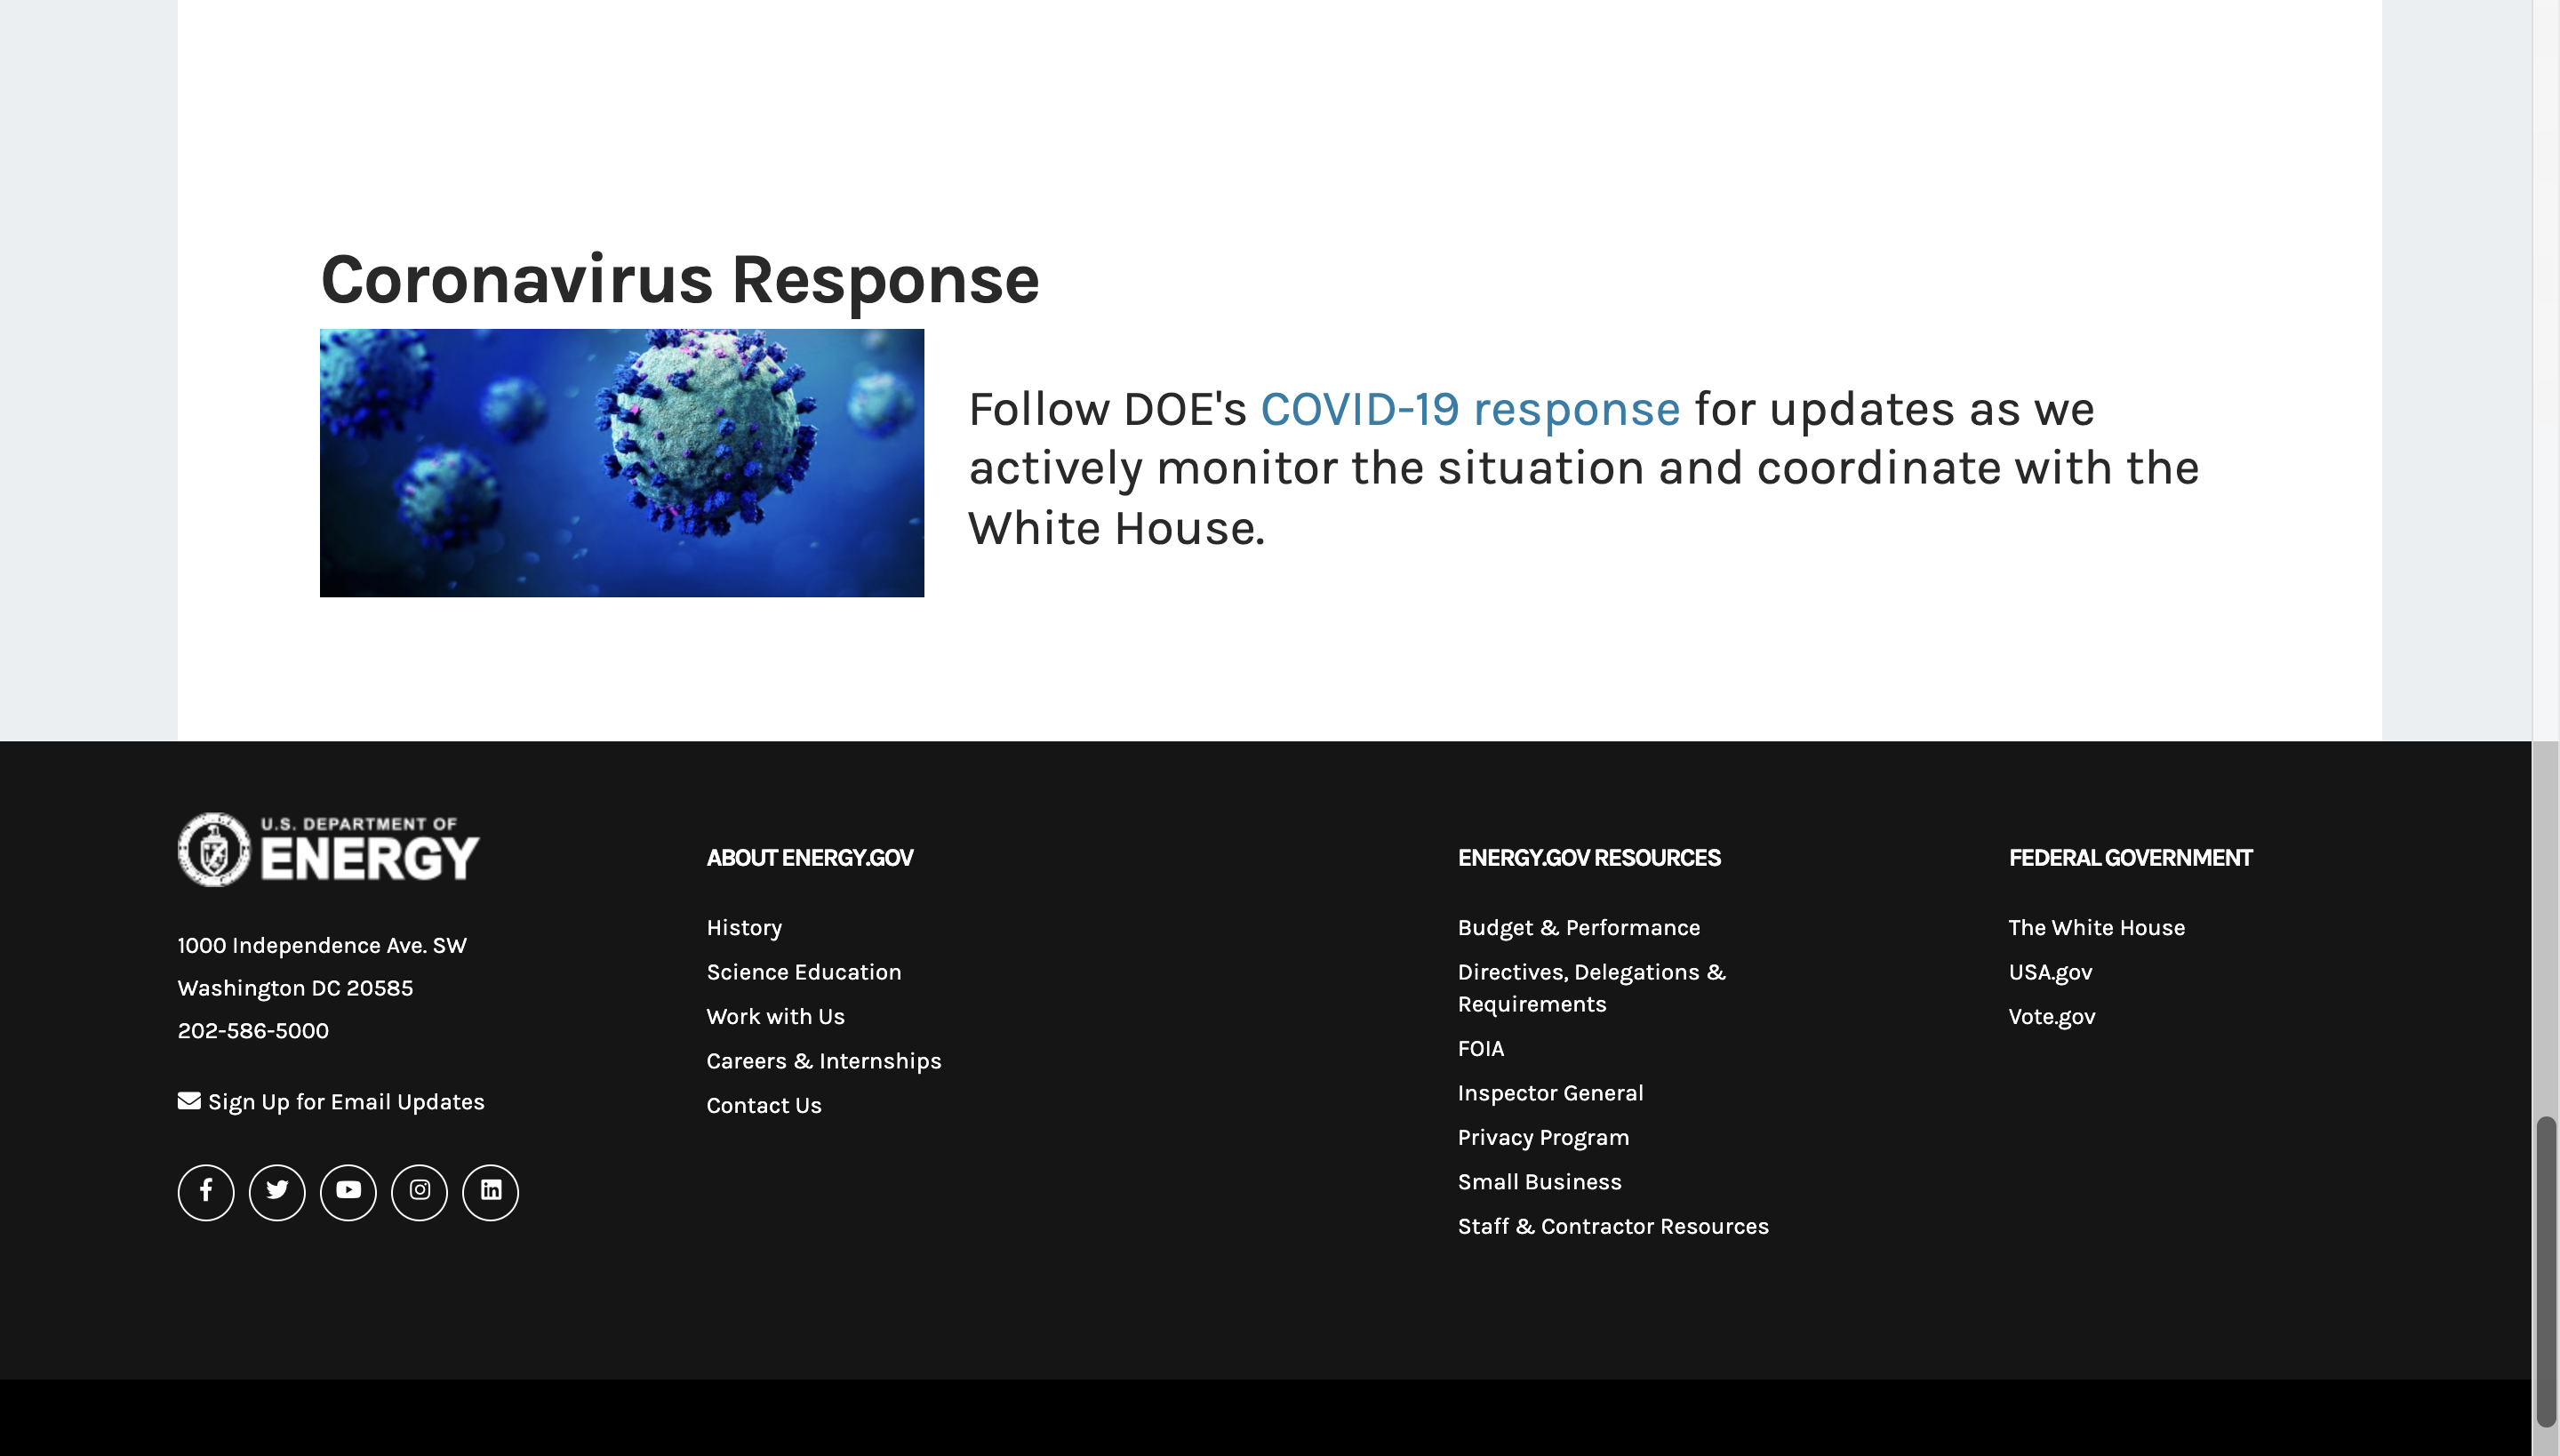 Coronavirus Response
Follow DOE's COVID-19 response for updates as we
actively monitor the situation and coordinate with the
White House.
U.S. DEPARTMENT OF
ENERGY
1000 Independence Ave. SW
Washington DC 20585
202-586-5000
Sign Up for Email Updates
ABOUT ENERGY.GOV
History
Science Education
Work with Us
Careers & Internships
Contact Us
ENERGY.GOV RESOURCES
Budget & Performance
Directives, Delegations &
Requirements
FOIA
Inspector General
Privacy Program
Small Business
Staff & Contractor Resources
FEDERAL GOVERNMENT
The White House
USA.gov
Vote.gov